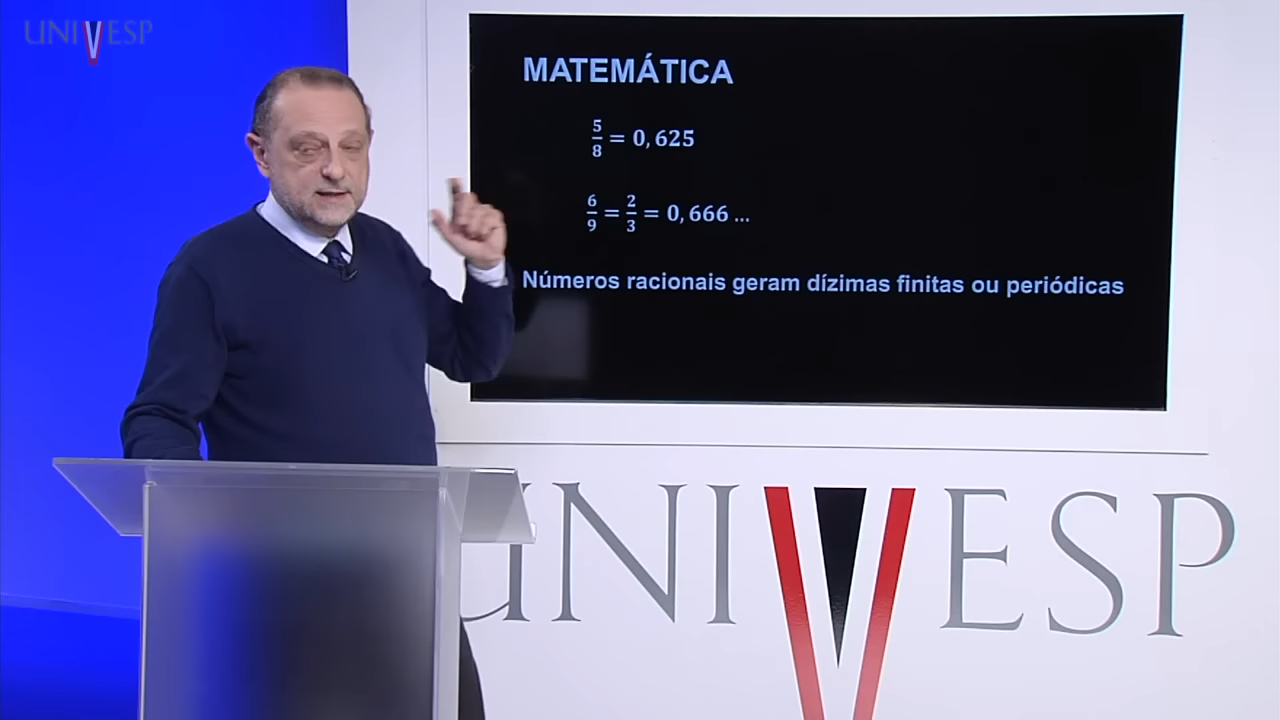 UNIVESP
MATEMÁTICA
5/8 = 0,625
6/9 = 2/3 = 0,666 ...
Números racionais geram dízimas finitas ou periódicas
UNIVESP